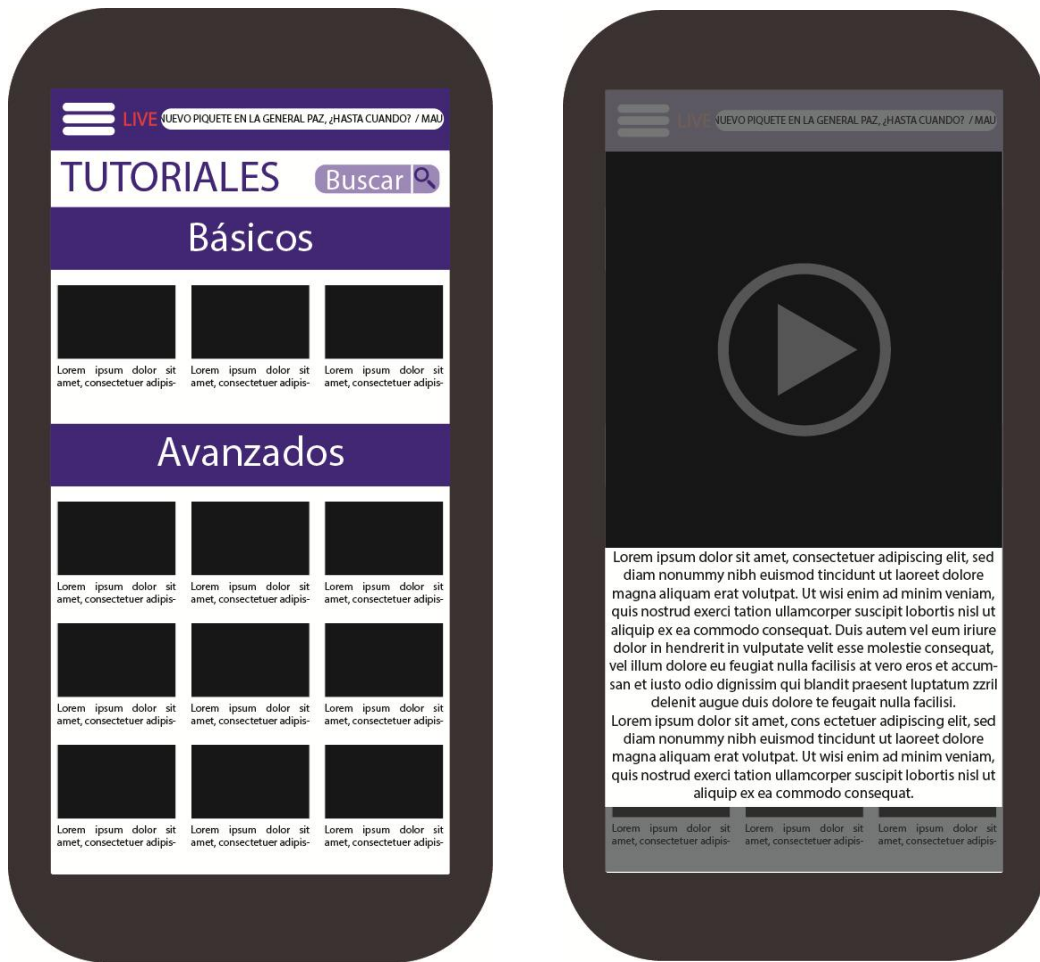 LIVE NUEVO PIQUETE EN LA GENERAL PAZ, ¿HASTA CUANDO? / MAU
TUTORIALES Buscar
Básicos
Lorem ipsum dolor sit
amet, consectetuer adipis-
Lorem ipsum dolor sit
amet, consectetuer adipis-
Lorem ipsum dolor sit
amet, consectetuer adipis-
Avanzados
Lorem ipsum dolor sit
amet, consectetuer adipis-
Lorem ipsum dolor sit
amet, consectetuer adipis-
Lorem ipsum dolor sit
amet, consectetuer adipis-
Lorem ipsum dolor sit
amet, consectetuer adipis-
Lorem ipsum dolor sit
amet, consectetuer adipis-
Lorem ipsum dolor sit
amet, consectetuer adipis-
Lorem ipsum dolor sit
amet, consectetuer adipis-
Lorem ipsum dolor sit
amet, consectetuer adipis-
Lorem ipsum dolor sit
amet, consectetuer adipis-
LIVE NUEVO PIQUETE EN LA GENERAL PAZ, ¿HASTA CUANDO? / MAU
Lorem ipsum dolor sit amet, consectetuer adipiscing elit, sed
diam nonummy nibh euismod tincidunt ut laoreet dolore
magna aliquam erat volutpat. Ut wisi enim ad minim veniam,
quis nostrud exerci tation ullamcorper suscipit lobortis nisl ut
aliquip ex ea commodo consequat. Duis autem vel eum iriure
dolor in hendrerit in vulputate velit esse molestie consequat,
vel illum dolore eu feugiat nulla facilisis at vero eros et accum-
san et iusto odio dignissim qui blandit praesent luptatum zzril
delenit augue duis dolore te feugait nulla facilisi.
Lorem ipsum dolor sit amet, cons ectetuer adipiscing elit, sed
diam nonummy nibh euismod tincidunt ut laoreet dolore
magna aliquam erat volutpat. Ut wisi enim ad minim veniam,
quis nostrud exerci tation ullamcorper suscipit lobortis nisl ut
aliquip ex ea commodo consequat.
Lorem ipsum dolor sit
amet, consectetuer adipis-
Lorem ipsum dolor sit
amet, consectetuer adipis-
Lorem ipsum dolor sit
amet, consectetuer adipis-